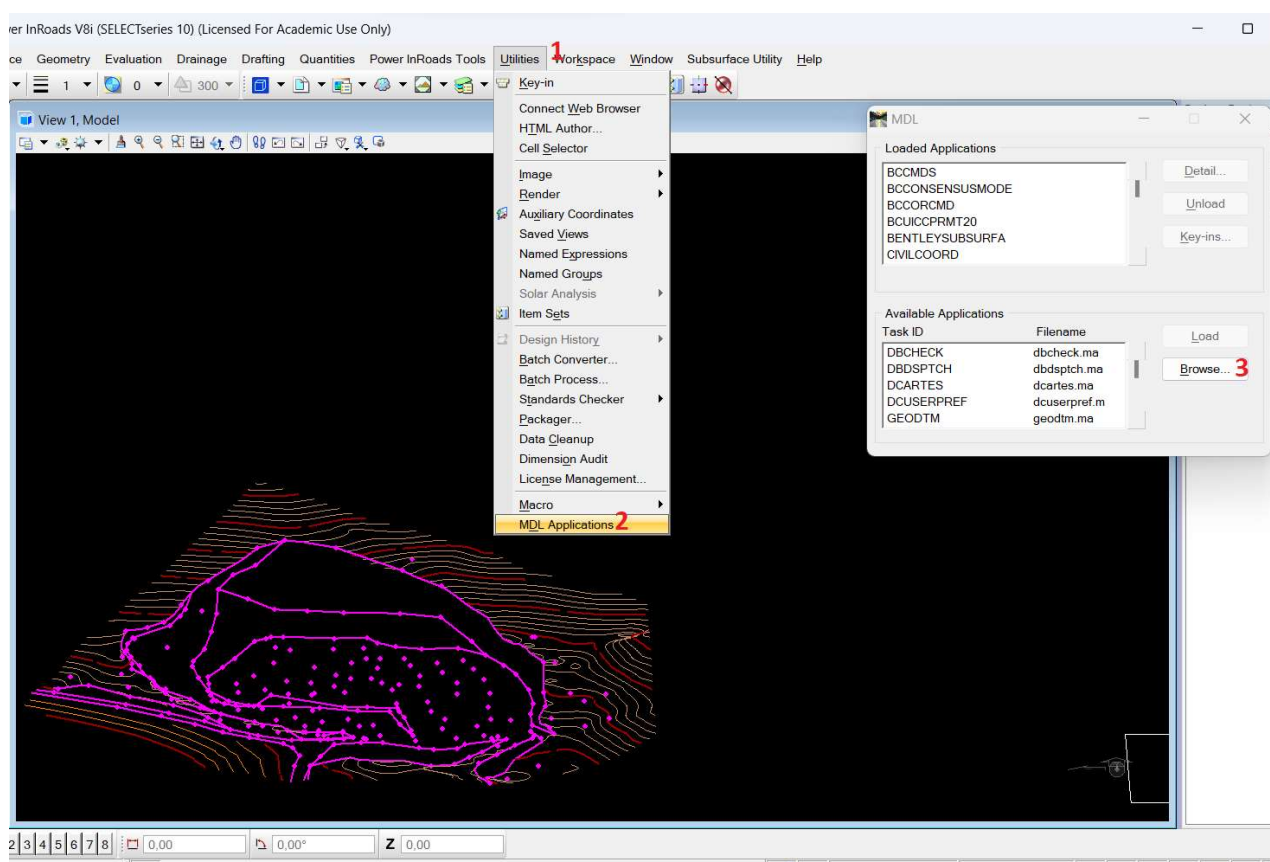 er InRoads V8i (SELECTseries 10) (Licensed For Academic Use Only)
ce Geometry Evaluation Drainage Drafting Quantities Power InRoads Tools Utilities 1 Workspace Window Subsurface Utility Help
1 0 300
View 1, Model
Key-in
Connect Web Browser
HTML Author...
Cell Selector
Image
Render
Auxiliary Coordinates
Saved Views
Named Expressions
Named Groups
Solar Analysis
Item Sets
Design History
Batch Converter...
Batch Process...
Standards Checker
Packager...
Data Cleanup
Dimension Audit
License Management...
Macro
MDL Applications 2
MDL
Loaded Applications
BCCMDS
BCCONSENSUSMODE
BCCORCMD
BCUICCPRMT20
BENTLEYSUBSURFA
CIVILCOORD
Detail...
Unload
Key-ins...
Available Applications
Task ID Filename
DBCHECK dbcheck.ma
DBDSPTCH dbdsptch.ma
DCARTES dcartes.ma
DCUSERPREF dcuserpref.m
GEODTM geodtm.ma
Load
Browse... 3
2 3 4 5 6 7 8 0,00 0,00° Z 0,00